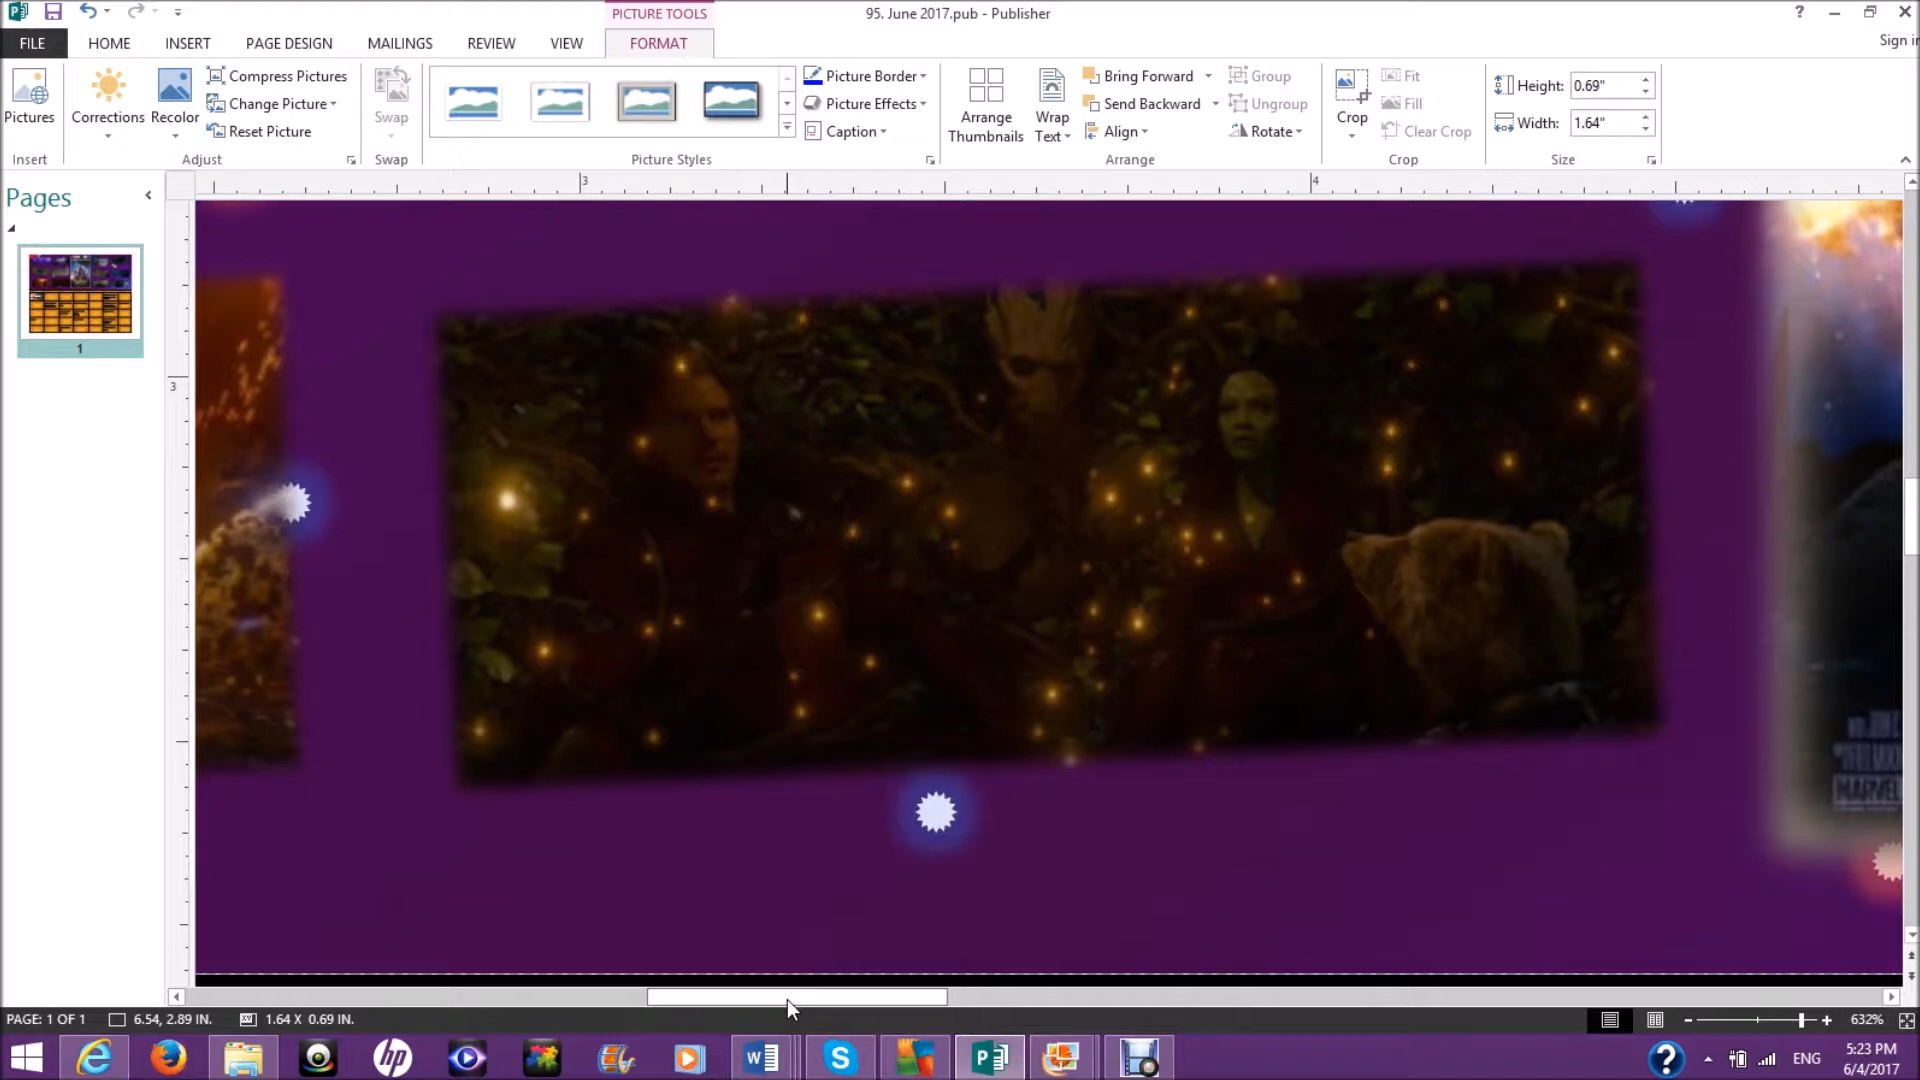 PICTURE TOOLS
95. June 2017.pub - Publisher
?
FILE HOME INSERT PAGE DESIGN MAILINGS REVIEW VIEW FORMAT
Sign in
Pictures
Insert
Corrections
Recolor
Compress Pictures
Change Picture
Reset Picture
Adjust
Swap
Swap
Picture Border
Picture Effects
Caption
Picture Styles
Arrange Thumbnails
Wrap Text
Bring Forward
Send Backward
Align
Group
Ungroup
Rotate
Arrange
Crop
Fit
Fill
Clear Crop
Crop
Height: 0.69"
Width: 1.64"
Size
Pages
1
3 4
3
MARVEL
PAGE: 1 OF 1 6.54, 2.89 IN. 1.64 X 0.69 IN.
632%
hp
ENG
5:23 PM
6/4/2017